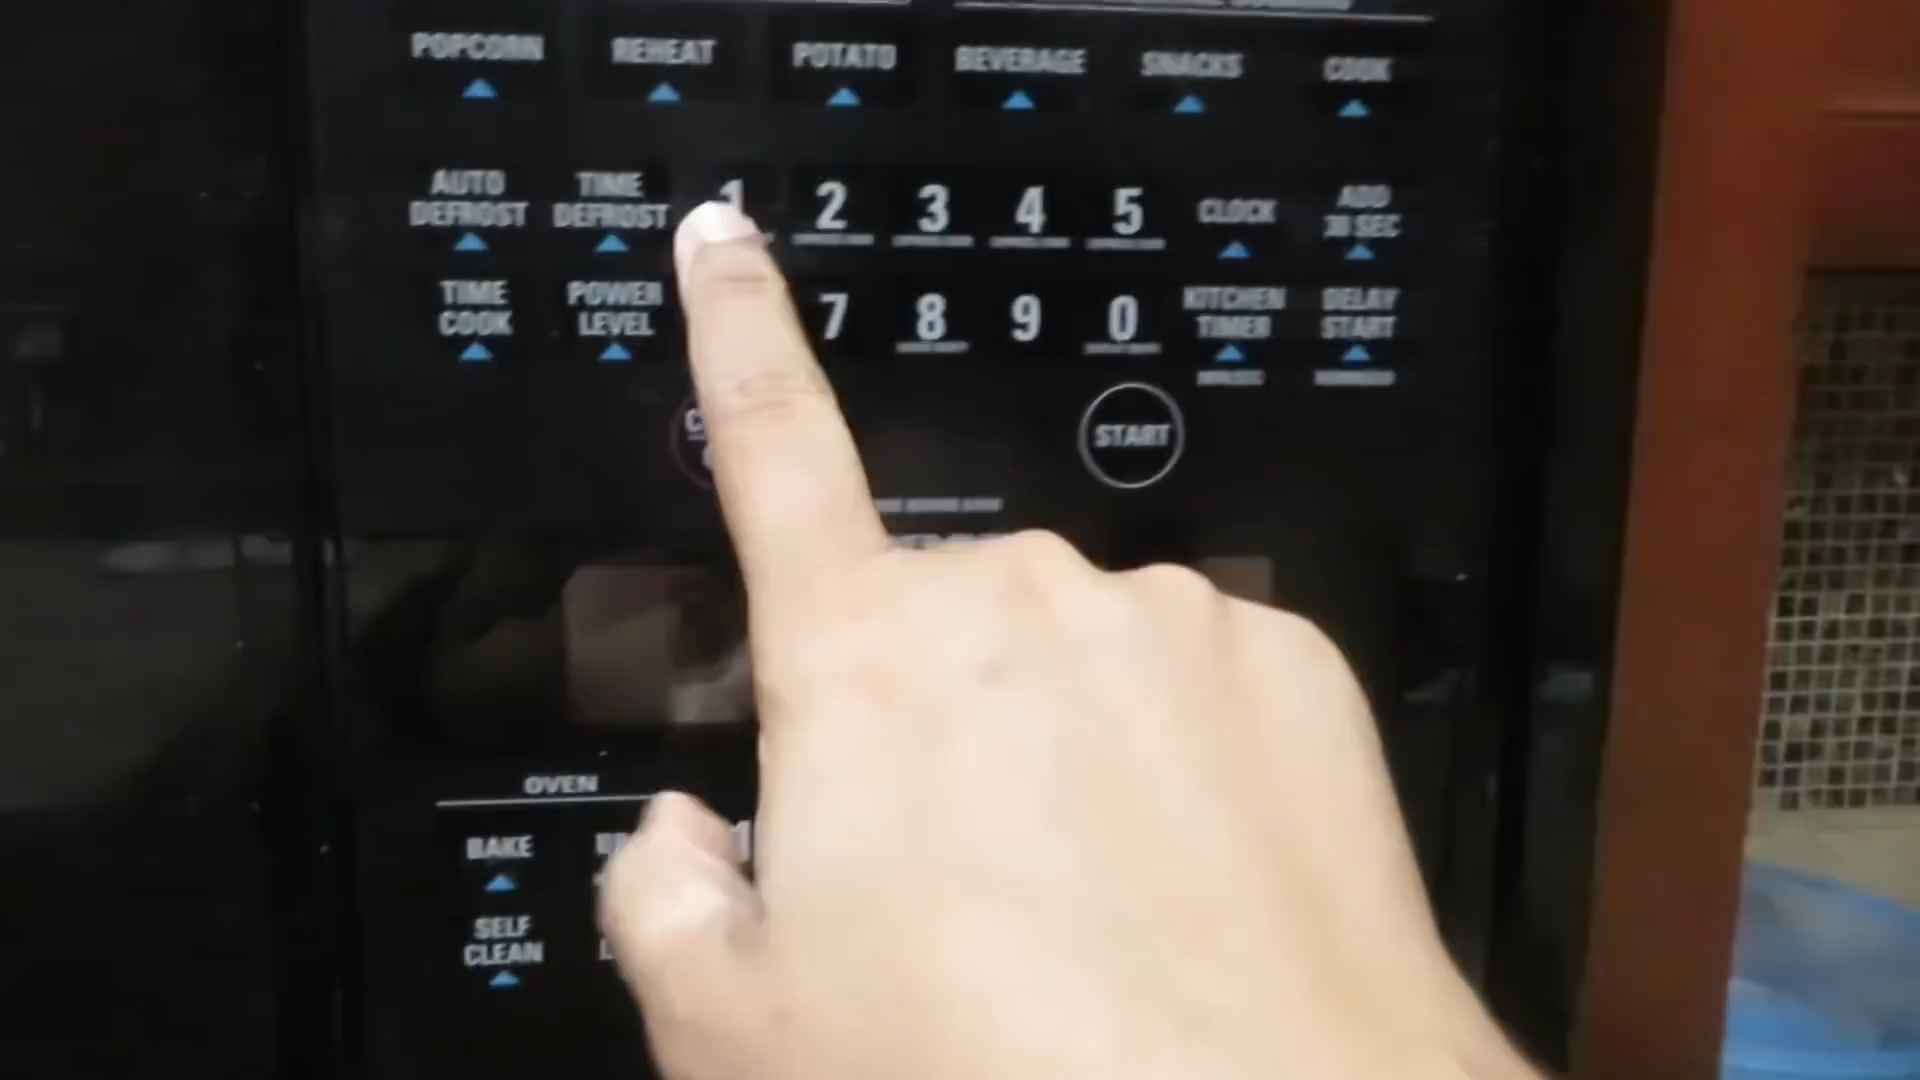 POPCORN REHEAT POTATO BEVERAGE SNACKS COOK
AUTO DEFROST
TIME DEFROST
1 2 3 4 5
CLOCK
ADD 30 SEC
TIME COOK
POWER LEVEL
7 8 9 0
KITCHEN TIMER
DELAY START
START
OVEN
BAKE
1
SELF CLEAN